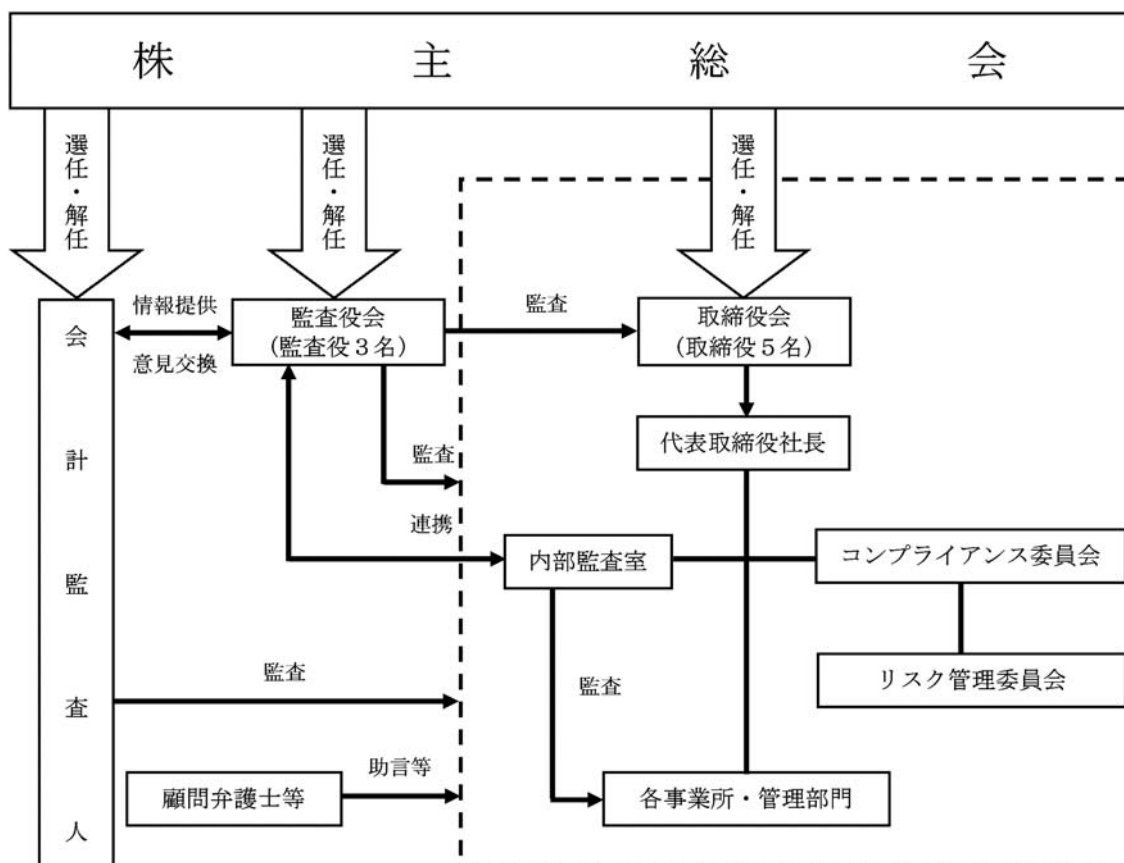 株主総会
選任・解任
選任・解任
選任・解任
情報提供
意見交換
監査役会
（監査役３名）
監査
取締役会
（取締役５名）
代表取締役社長
監査
連携
内部監査室
コンプライアンス委員会
リスク管理委員会
監査
監査
助言等
顧問弁護士等
各事業所・管理部門
会計監査人